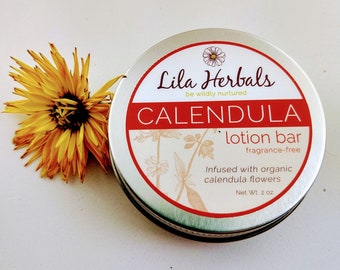 Lila Herbals
be wildly nurtured
CALENDULA
lotion bar
fragrance-free
Infused with organic
calendula flowers
Net Wt. 2 oz